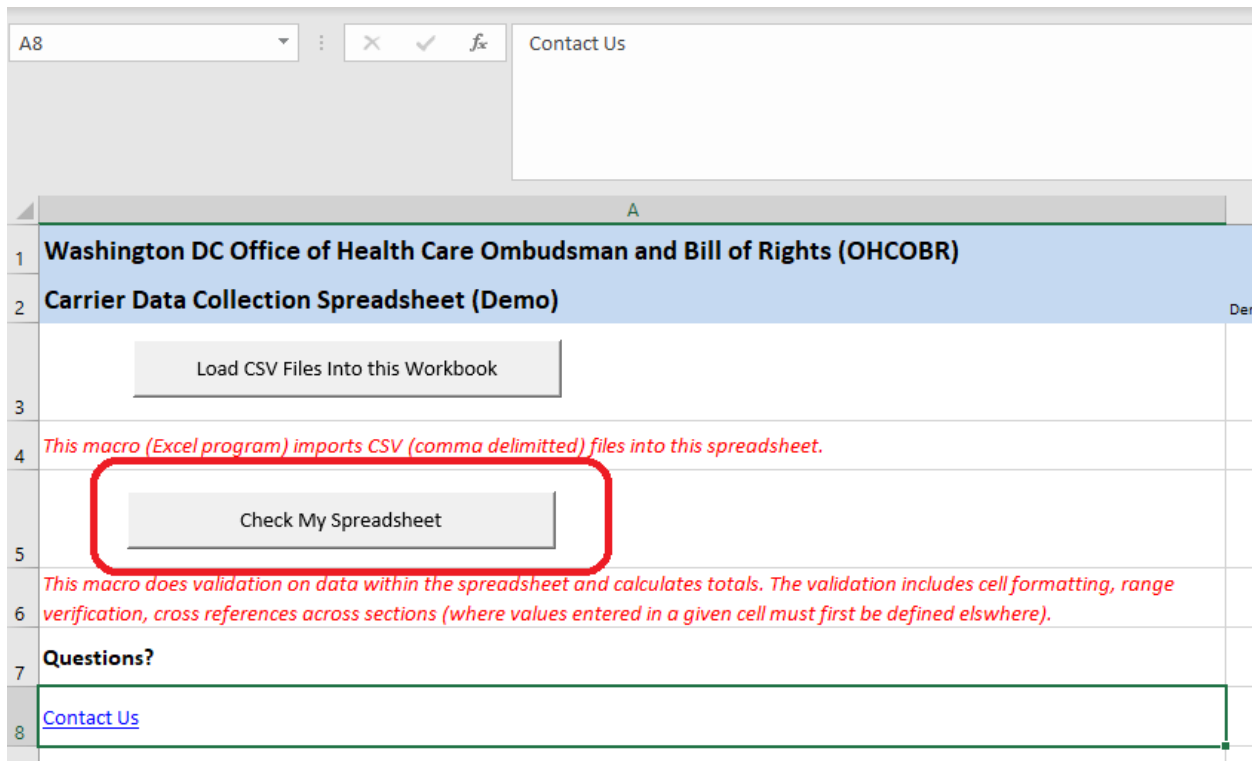 A8
fx
Contact Us
A
1
Washington DC Office of Health Care Ombudsman and Bill of Rights (OHCOBR)
2
Carrier Data Collection Spreadsheet (Demo)
3
Load CSV Files Into this Workbook
4
This macro (Excel program) imports CSV (comma delimitted) files into this spreadsheet.
5
Check My Spreadsheet
This macro does validation on data within the spreadsheet and calculates totals. The validation includes cell formatting, range
6
verification, cross references across sections (where values entered in a given cell must first be defined elswhere).
7
Questions?
8
Contact Us